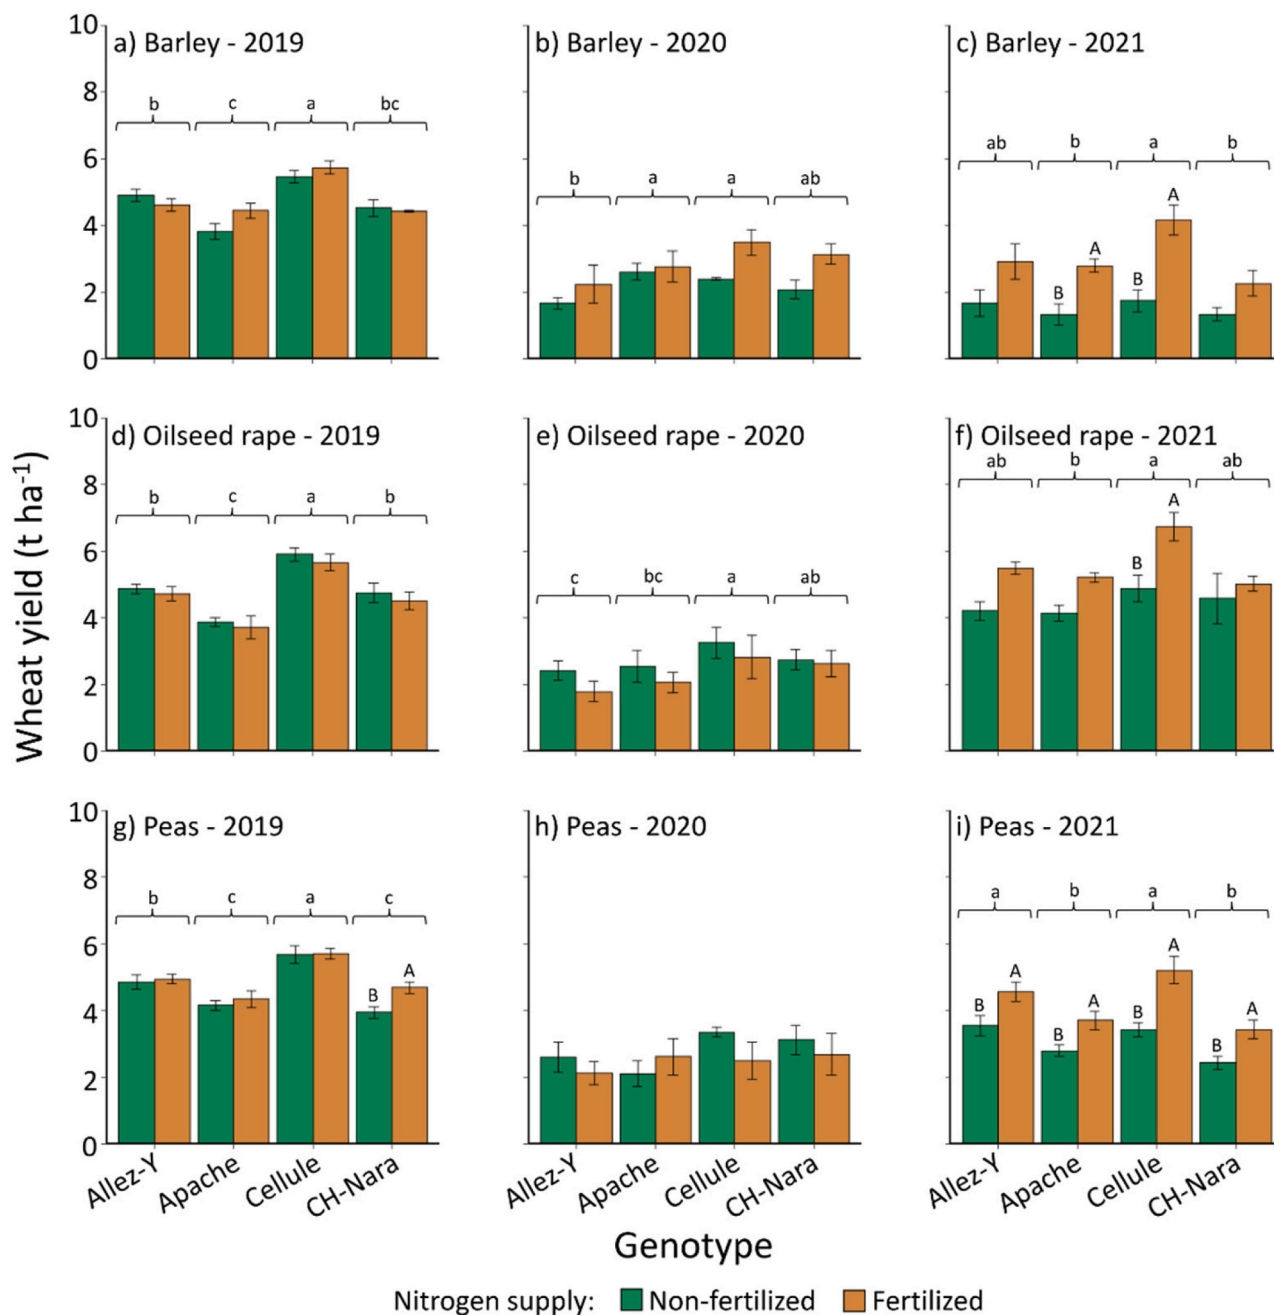 a) Barley - 2019
b) Barley - 2020
c) Barley - 2021
10
8
6
4
2
0
b c a bc
b a a ab
ab b a b
B A B A
d) Oilseed rape - 2019
e) Oilseed rape - 2020
f) Oilseed rape - 2021
10
8
6
4
2
0
b c a b
c bc a ab
ab b a ab
B A
Wheat yield (t ha-1)
g) Peas - 2019
h) Peas - 2020
i) Peas - 2021
10
8
6
4
2
0
b c a c
B A
a b a b
B A B A B A B A
Allez-Y Apache Cellule CH-Nara
Allez-Y Apache Cellule CH-Nara
Allez-Y Apache Cellule CH-Nara
Genotype
Nitrogen supply: Non-fertilized Fertilized